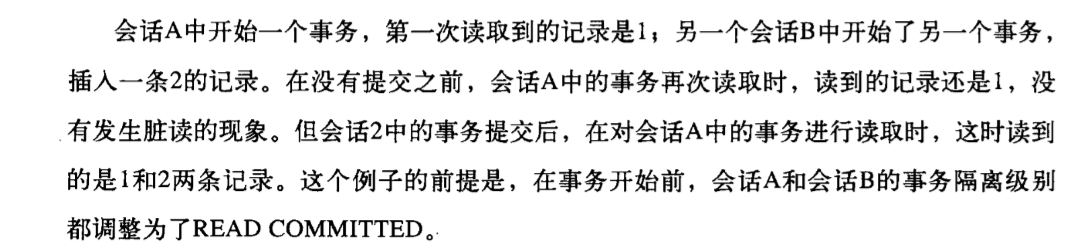 会话A中开始一个事务，第一次读取到的记录是1；另一个会话B中开始了另一个事务，
插入一条2的记录。在没有提交之前，会话A中的事务再次读取时，读到的记录还是1，没
有发生脏读的现象。但会话2中的事务提交后，在对会话A中的事务进行读取时，这时读到
的是1和2两条记录。这个例子的前提是，在事务开始前，会话A和会话B的事务隔离级别
都调整为了READ COMMITTED。